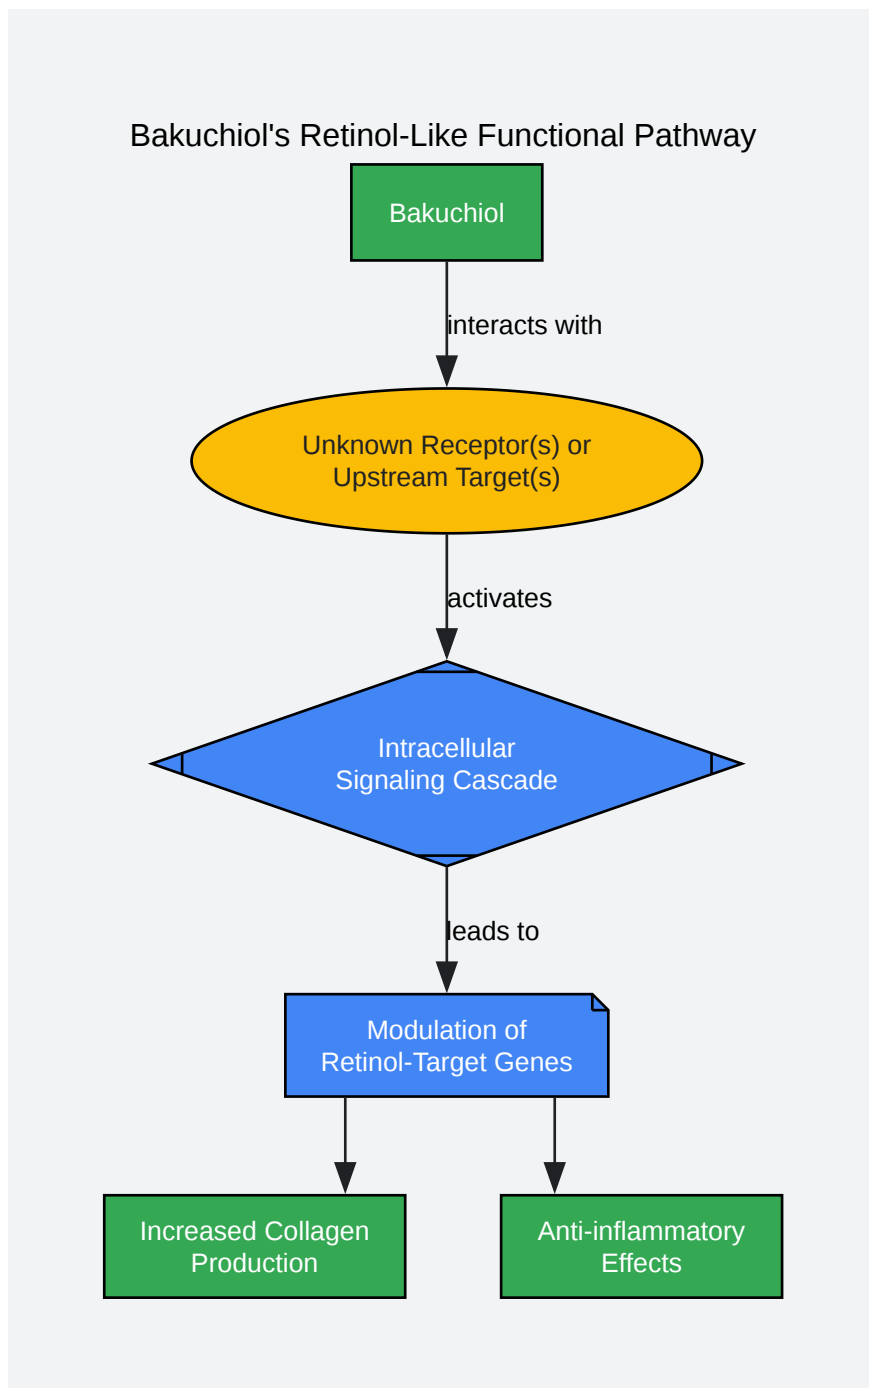 Bakuchiol's Retinol-Like Functional Pathway
Bakuchiol
interacts with
Unknown Receptor(s) or
Upstream Target(s)
activates
Intracellular
Signaling Cascade
leads to
Modulation of
Retinol-Target Genes
Increased Collagen
Production
Anti-inflammatory
Effects